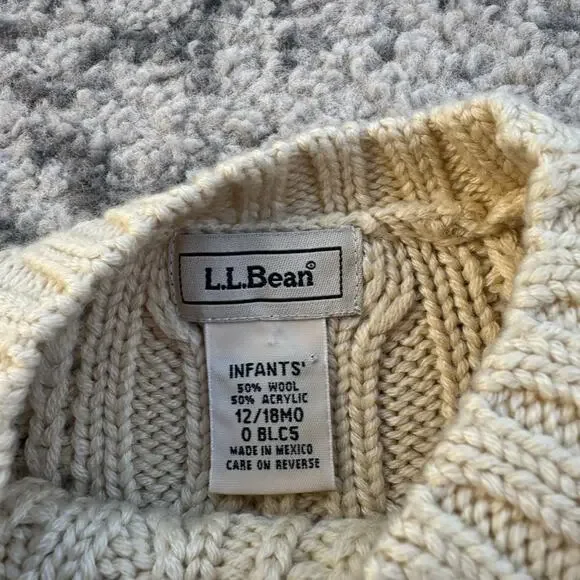 L.L.Bean®
INFANTS'
50% WOOL
50% ACRYLIC
12/18MO
0 BLC5
MADE IN MEXICO
CARE ON REVERSE